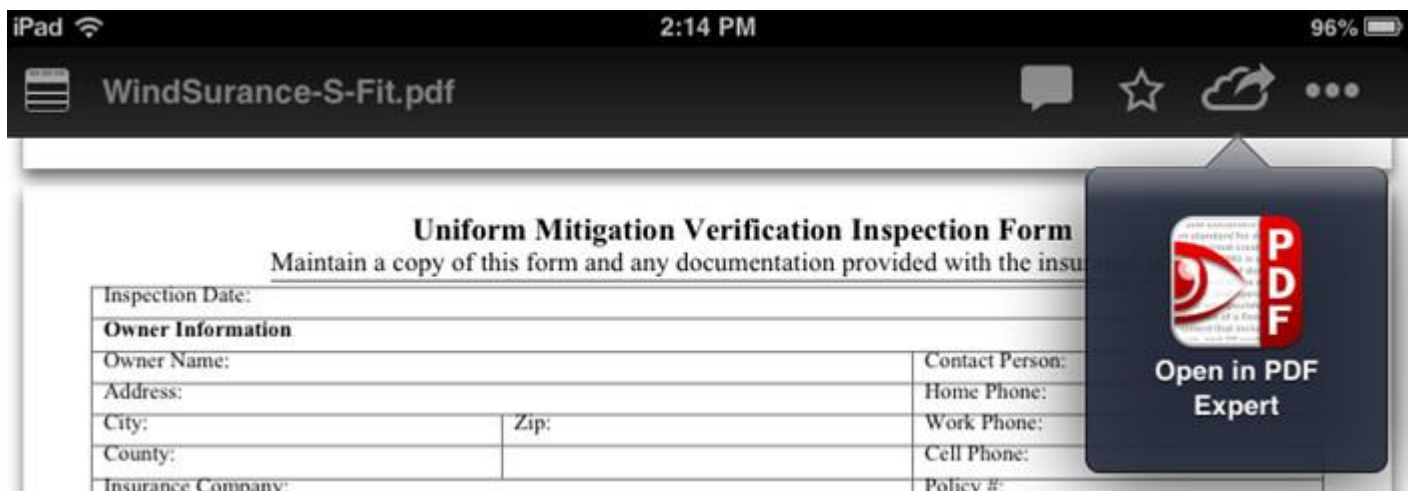 iPad 2:14 PM 96%
WindSurance-S-Fit.pdf
Uniform Mitigation Verification Inspection Form
Maintain a copy of this form and any documentation provided with the
Inspection Date:
Owner Information
Owner Name: Contact Person:
Address: Home Phone:
City: Zip: Work Phone:
County: Cell Phone:
Insurance Company: Policy #:
PDF
Open in PDF
Expert